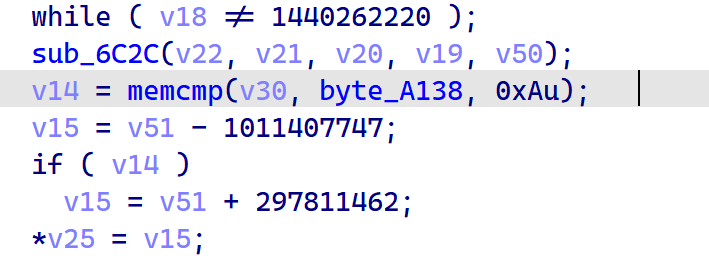 while ( v18 ≠ 1440262220 );
sub_6C2C(v22, v21, v20, v19, v50);
v14 = memcmp(v30, byte_A138, 0xAu);
v15 = v51 - 1011407747;
if ( v14 )
v15 = v51 + 297811462;
*v25 = v15;